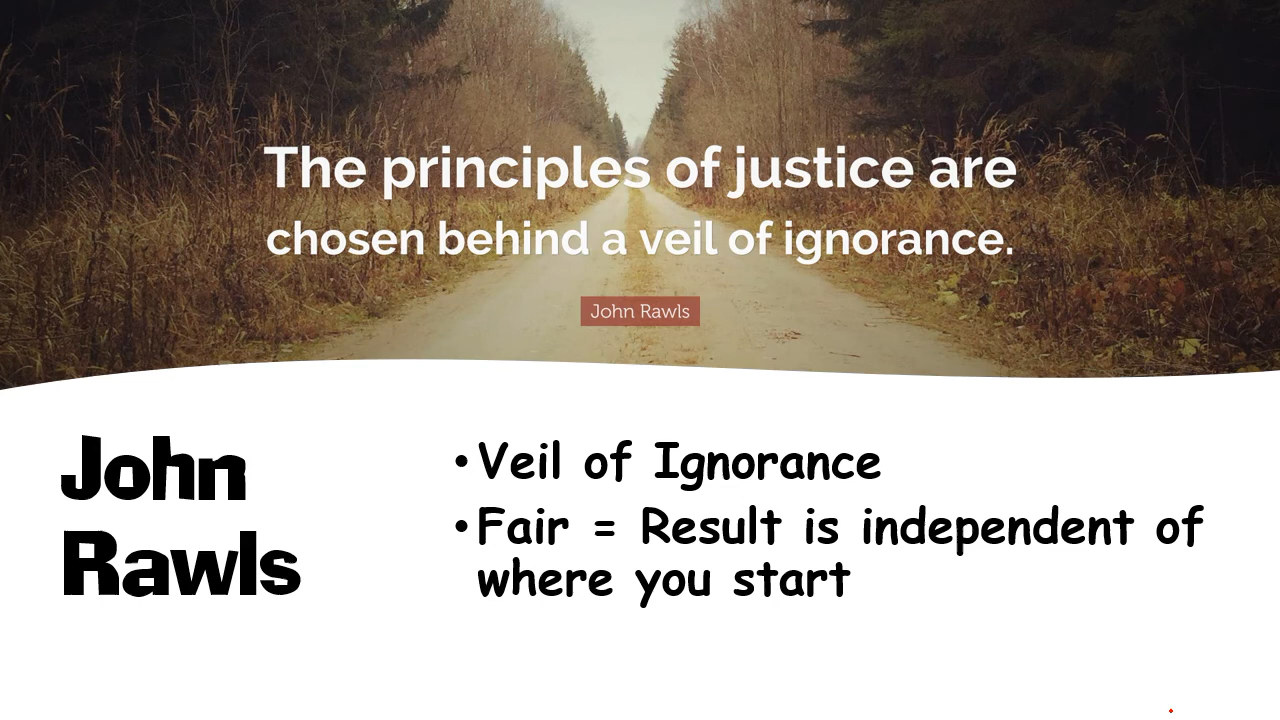 The principles of justice are
chosen behind a veil of ignorance.
John Rawls
John
Rawls
• Veil of Ignorance
• Fair = Result is independent of
where you start